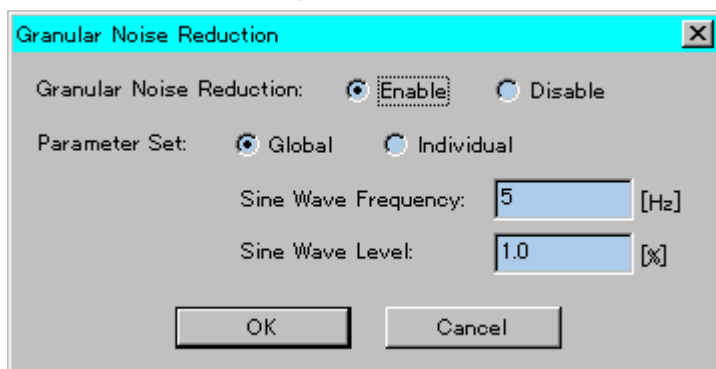 Granular Noise Reduction
Granular Noise Reduction: Enable Disable
Parameter Set: Global Individual
Sine Wave Frequency: 5 [Hz]
Sine Wave Level: 1.0 [%]
OK Cancel